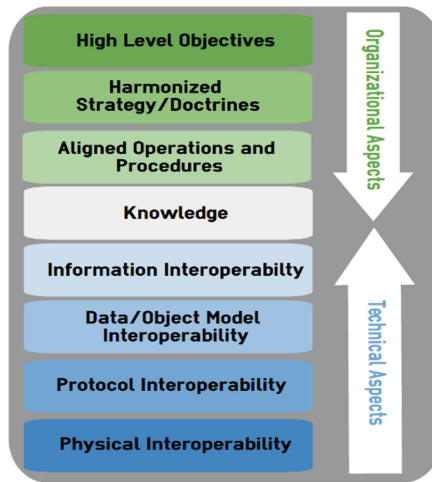 High Level Objectives
Harmonized
Strategy/Doctrines
Aligned Operations and
Procedures
Knowledge
Information Interoperabilty
Data/Object Model
Interoperability
Protocol Interoperability
Physical Interoperability
Organizational Aspects
Technical Aspects